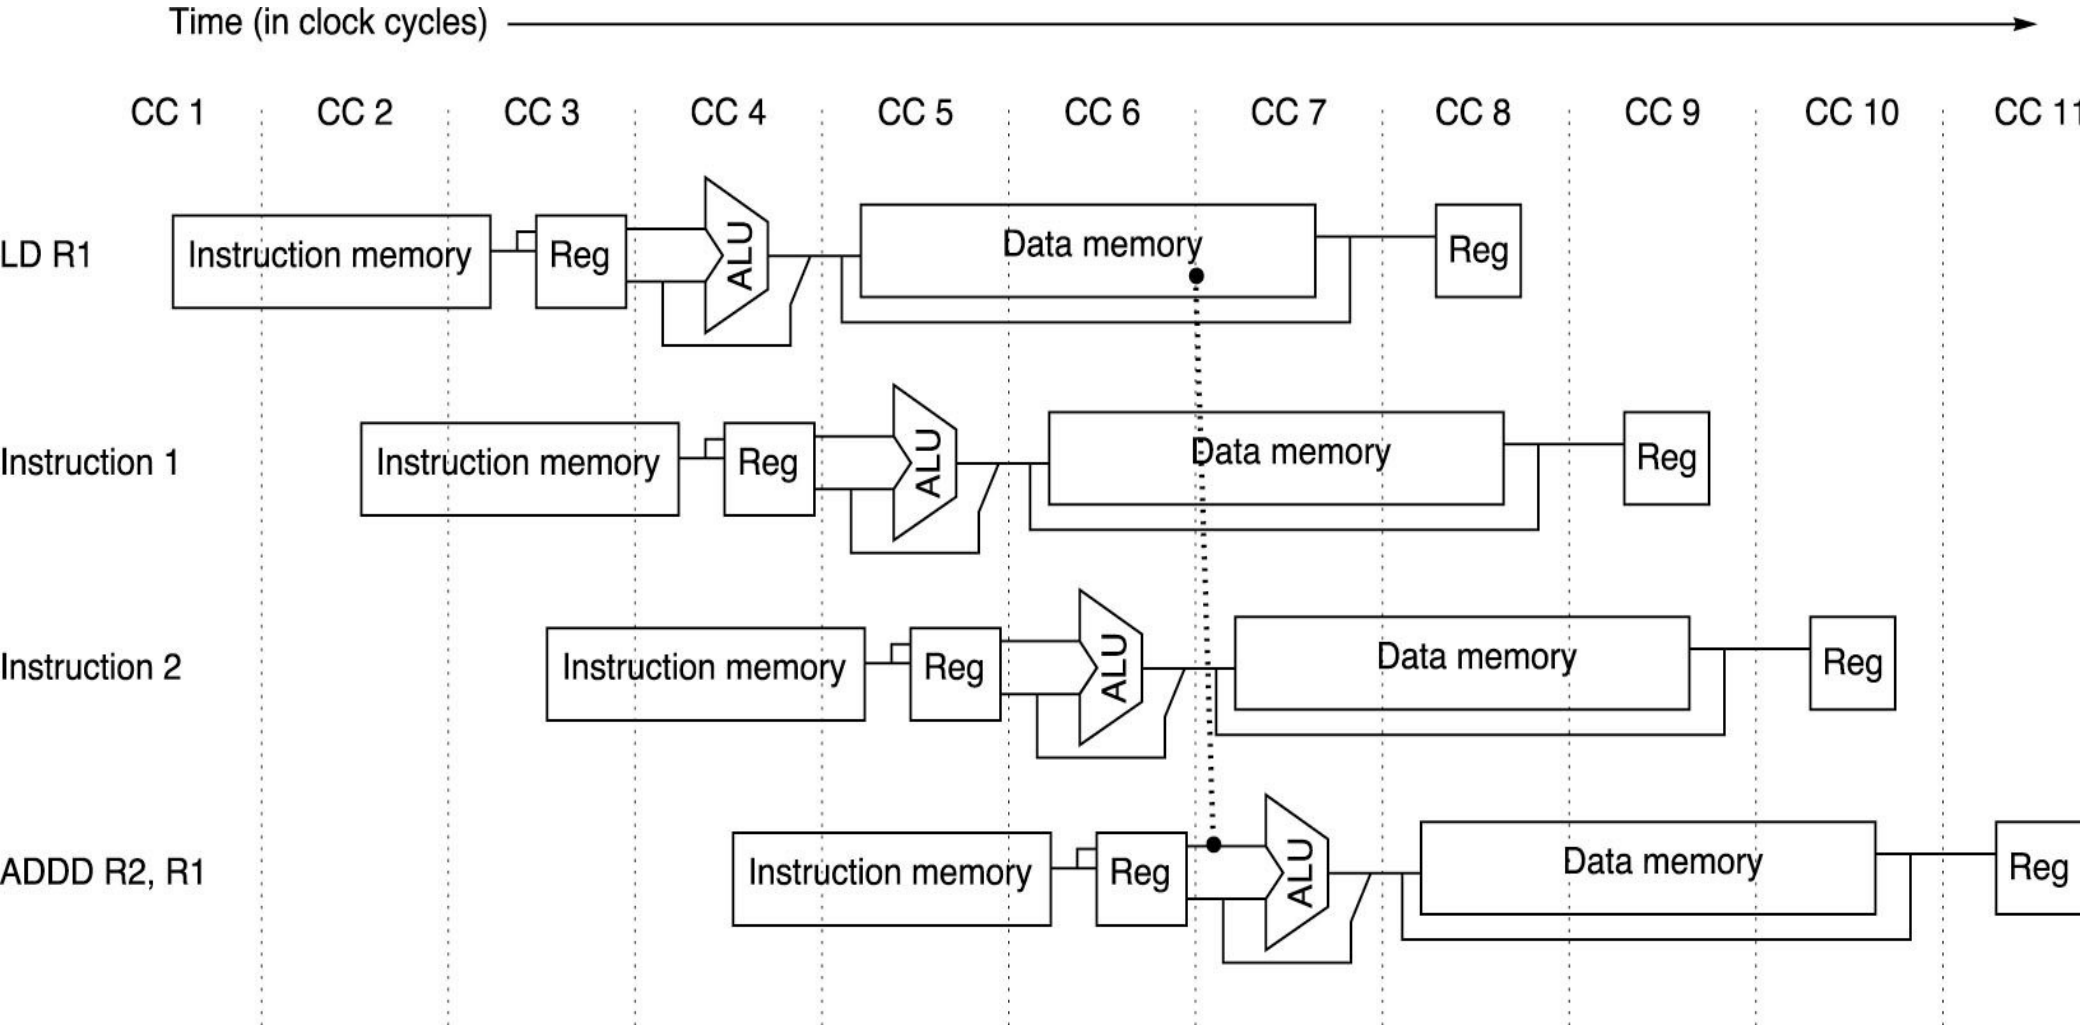 Time (in clock cycles)
CC 1 CC 2 CC 3 CC 4 CC 5 CC 6 CC 7 CC 8 CC 9 CC 10 CC 11
LD R1 Instruction memory Reg ALU Data memory Reg
Instruction 1 Instruction memory Reg ALU Data memory Reg
Instruction 2 Instruction memory Reg ALU Data memory Reg
ADDD R2, R1 Instruction memory Reg ALU Data memory Reg